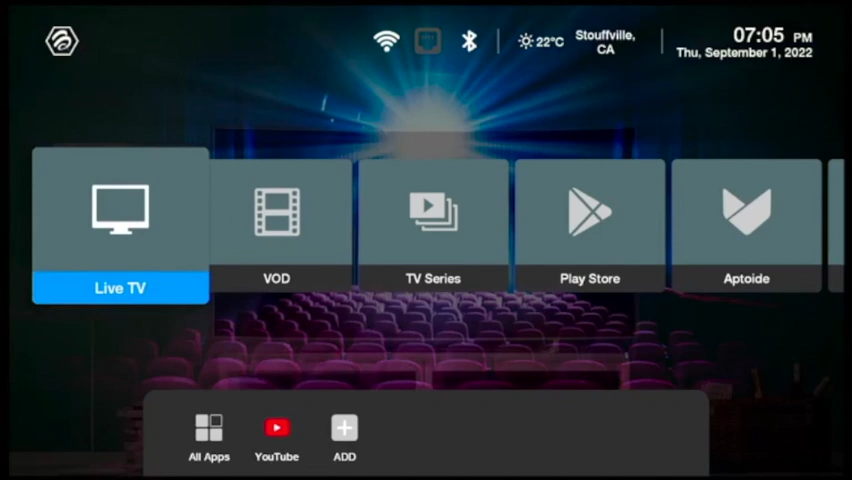 22°C
Stouffville,
CA
07:05 PM
Thu, September 1, 2022
Live TV
VOD
TV Series
Play Store
Aptoide
All Apps
YouTube
ADD